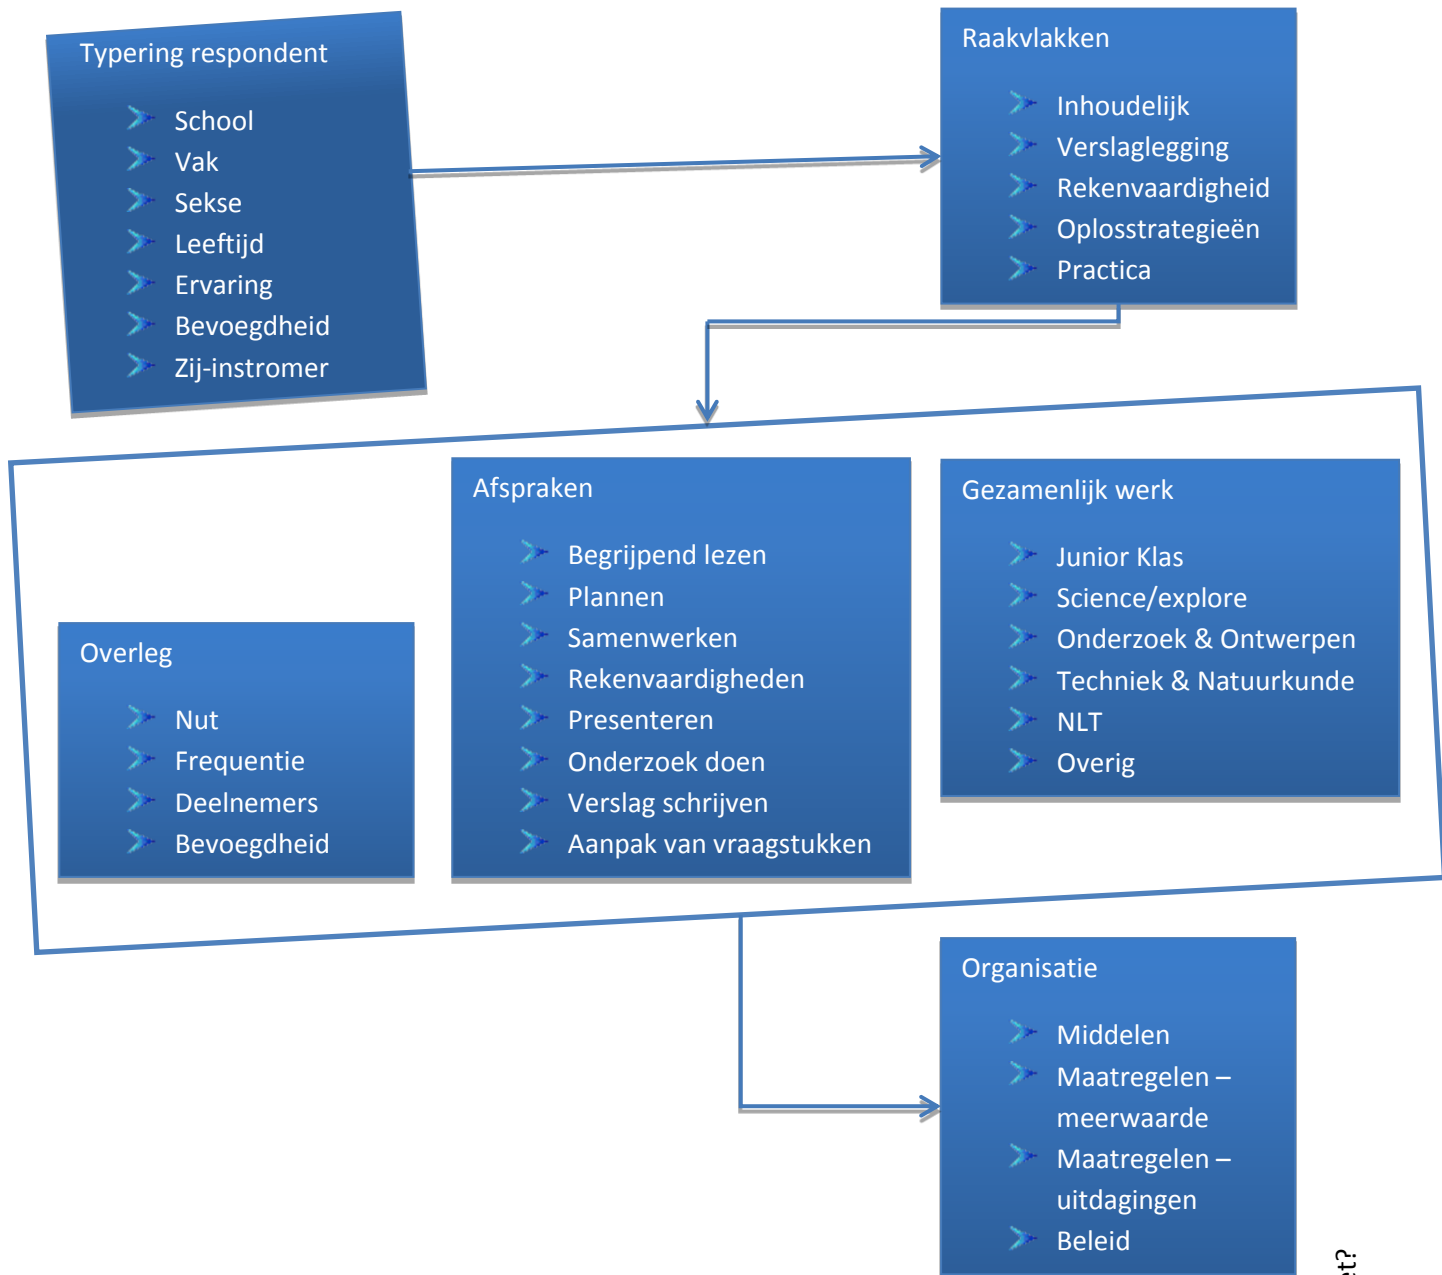 Typering respondent
School
Vak
Sekse
Leeftijd
Ervaring
Bevoegdheid
Zij-instromer
Raakvlakken
Inhoudelijk
Verslaglegging
Rekenvaardigheid
Oplosstrategieën
Practica
Overleg
Nut
Frequentie
Deelnemers
Bevoegdheid
Afspraken
Begrijpend lezen
Plannen
Samenwerken
Rekenvaardigheden
Presenteren
Onderzoek doen
Verslag schrijven
Aanpak van vraagstukken
Gezamenlijk werk
Junior Klas
Science/explore
Onderzoek & Ontwerpen
Techniek & Natuurkunde
NLT
Overig
Organisatie
Middelen
Maatregelen –
meerwaarde
Maatregelen –
uitdagingen
Beleid